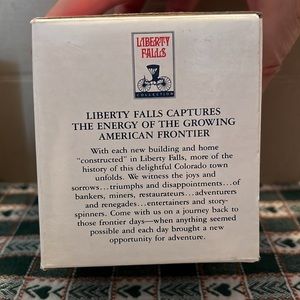 LIBERTY
FALLS
COLLECTION
LIBERTY FALLS CAPTURES
THE ENERGY OF THE GROWING
AMERICAN FRONTIER
With each new building and home
"constructed" in Liberty Falls, more of the
history of this delightful Colorado town
unfolds. We witness the joys and
sorrows...triumphs and disappointments...of
bankers, miners, restaurateurs...adventurers
and renegades...entertainers and story-
spinners. Come with us on a journey back to
those frontier days—when anything seemed
possible and each day brought a new
opportunity for adventure.